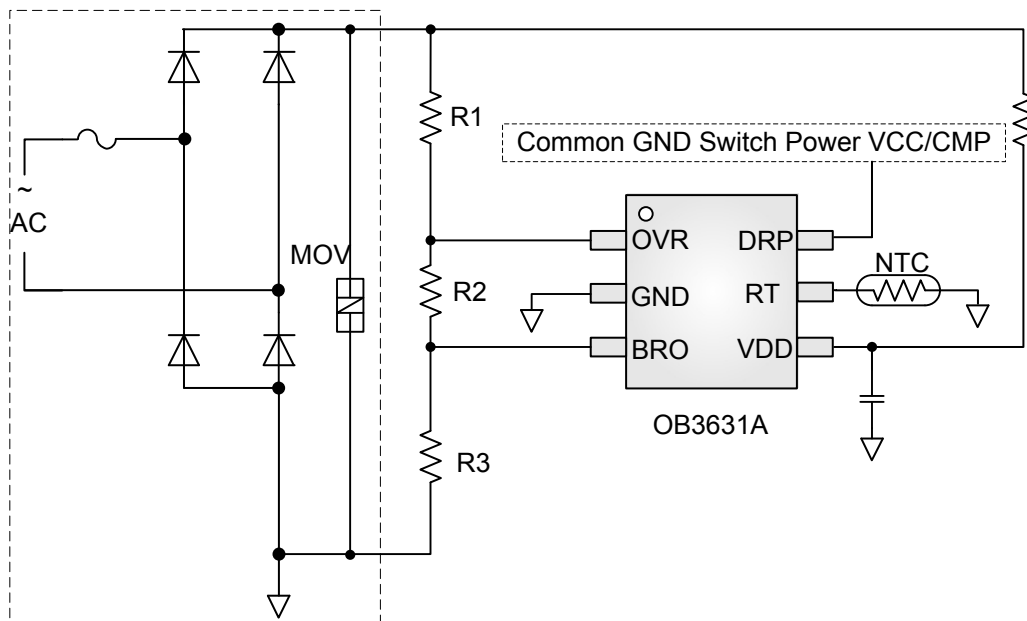 R1
Common GND Switch Power VCC/CMP
~
AC
MOV
OVR
DRP
NTC
R2
GND
RT
BRO
VDD
OB3631A
R3